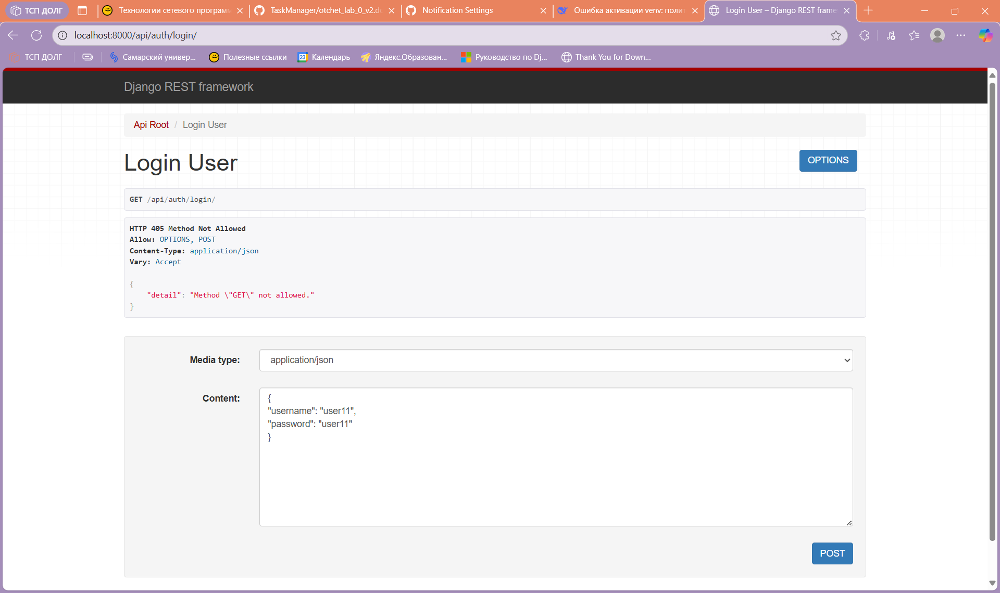 ТСП ДОЛГ
Технологии сетевого программ
TaskManager/otchet_lab_0_v2.do
Notification Settings
Ошибка активации venv: полит
Login User – Django REST frame
localhost:8000/api/auth/login/
ТСП ДОЛГ
Самарский универ...
Полезные ссылки
23
Календарь
Яндекс.Образован...
Руководство по Dj...
Thank You for Down...
Django REST framework
Api Root / Login User
Login User
OPTIONS
GET /api/auth/login/
HTTP 405 Method Not Allowed
Allow: OPTIONS, POST
Content-Type: application/json
Vary: Accept
{
"detail": "Method \"GET\" not allowed."
}
Media type:
application/json
Content:
{
"username": "user11",
"password": "user11"
}
POST